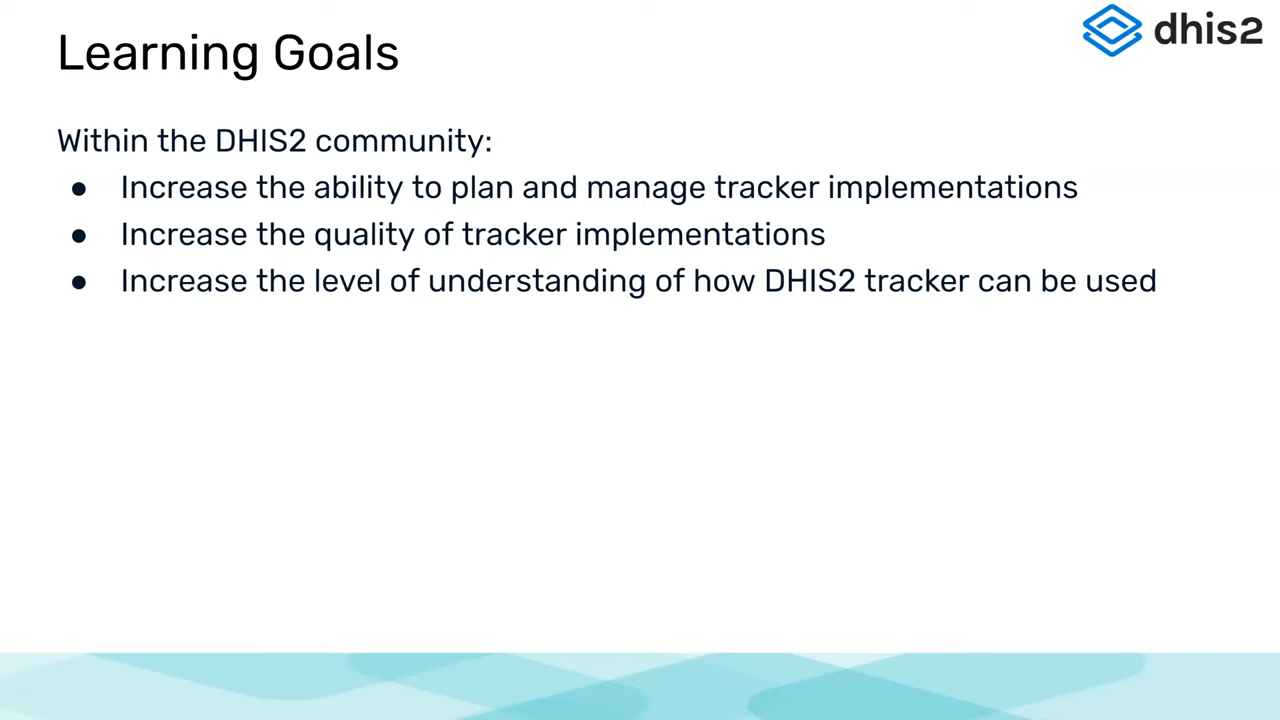 Learning Goals
dhis2
Within the DHIS2 community:
● Increase the ability to plan and manage tracker implementations
● Increase the quality of tracker implementations
● Increase the level of understanding of how DHIS2 tracker can be used